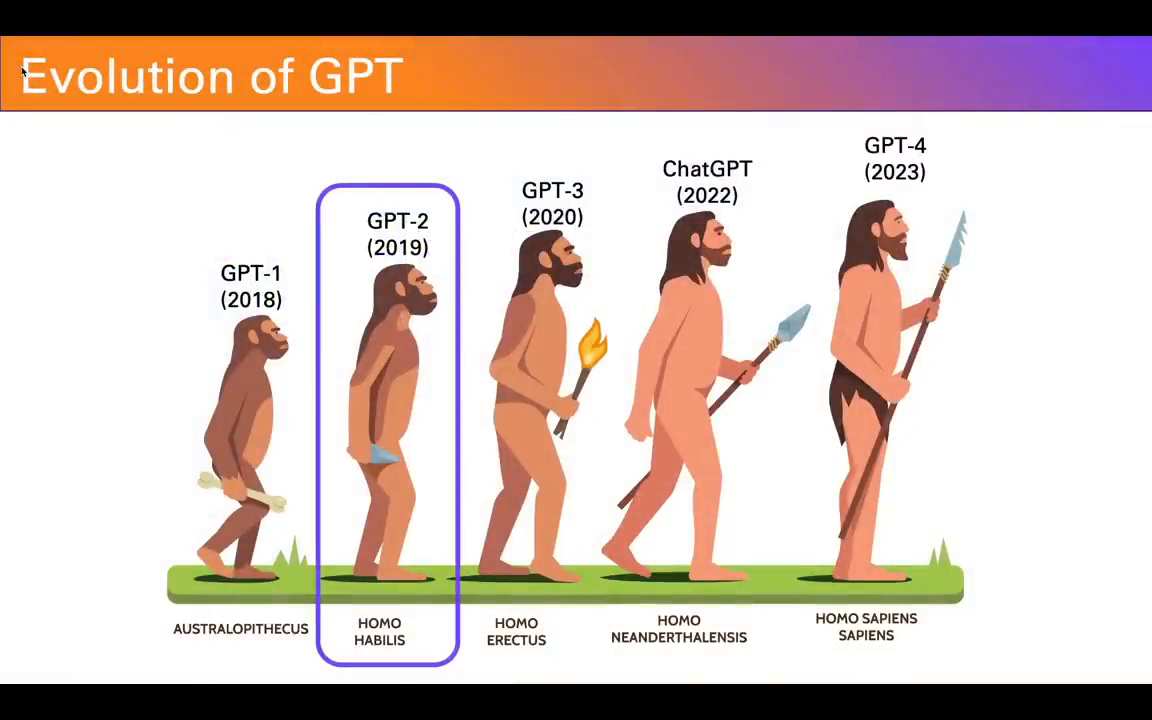 Evolution of GPT
GPT-1
(2018)
GPT-2
(2019)
GPT-3
(2020)
ChatGPT
(2022)
GPT-4
(2023)
AUSTRALOPITHECUS
HOMO
HABILIS
HOMO
ERECTUS
HOMO
NEANDERTHALENSIS
HOMO SAPIENS
SAPIENS